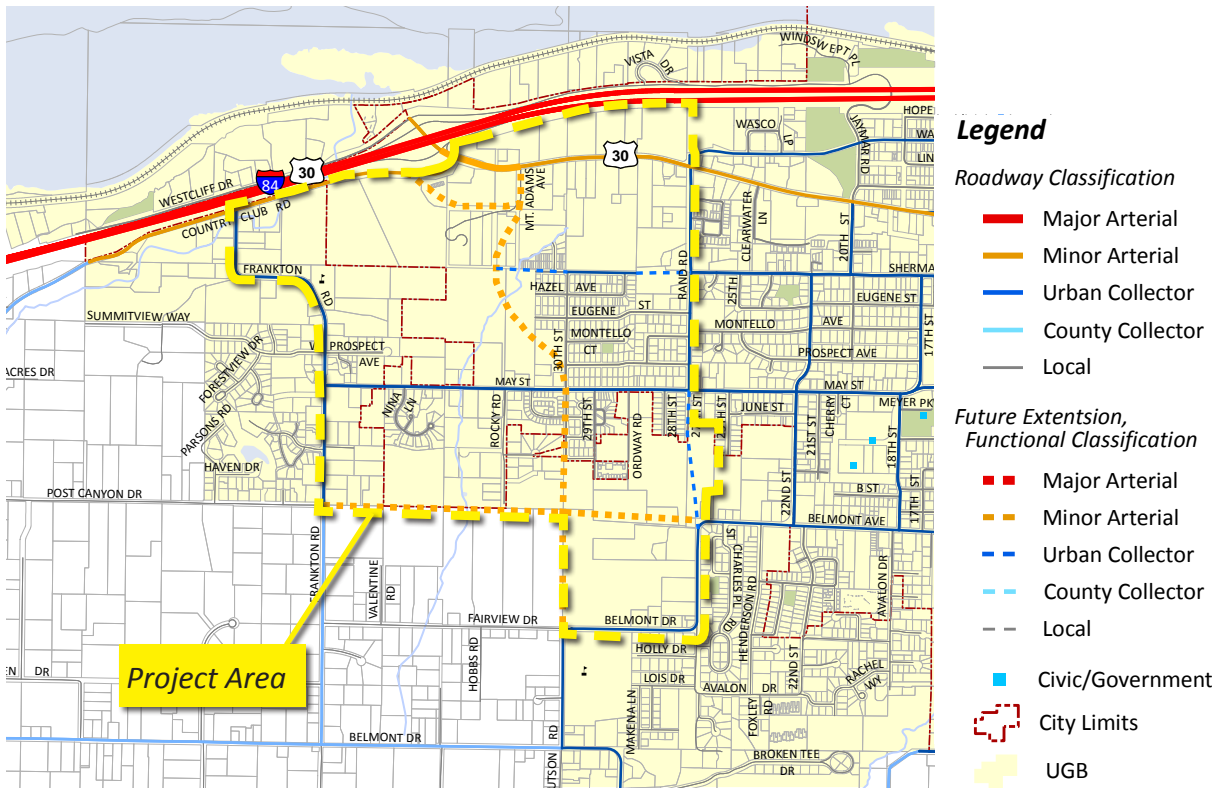 WINDSWEPT PL
VISTA DR
HOPE
WASCO
LP
WA
LIN
JAYMAR RD
30
30
84
WESTCLIFF DR
COUNTRY CLUB RD
MT. ADAMS
AVE
CLEARWATER
LN
20TH ST
FRANKTON
RD
RAND RD
SHERMA
HAZEL AVE
25TH
EUGENE ST
EUGENE
ST
SUMMITVIEW WAY
MONTELLO
CT
MONTELLO
AVE
17TH ST
30TH ST
W PROSPECT
AVE
PROSPECT AVE
FORESTVIEW DR
ACRES DR
MAY ST
MAY ST
MEYER PK
NINA
LN
ROCKY RD
29TH ST
ORDWAY RD
28TH ST
JUNE ST
CHERRY
CT
PARSONS RD
21ST ST
18TH ST
HAVEN DR
22ND ST
B ST
17TH ST
POST CANYON DR
BELMONT AVE
FRANKTON RD
VALENTINE
RD
ST
CHARLES PL
RD
HENDERSON RD
AVALON DR
FAIRVIEW DR
BELMONT DR
HOBBS RD
HOLLY DR
LOIS DR
22ND ST
RACHEL
WY
AVALON DR
EN DR
Project Area
MAKENA LN
FOXLEY
RD
BELMONT DR
RD
UTSON
BROKEN TEE
DR
Legend
Roadway Classification
Major Arterial
Minor Arterial
Urban Collector
County Collector
Local
Future Extentsion,
Functional Classification
Major Arterial
Minor Arterial
Urban Collector
County Collector
Local
Civic/Government
City Limits
UGB